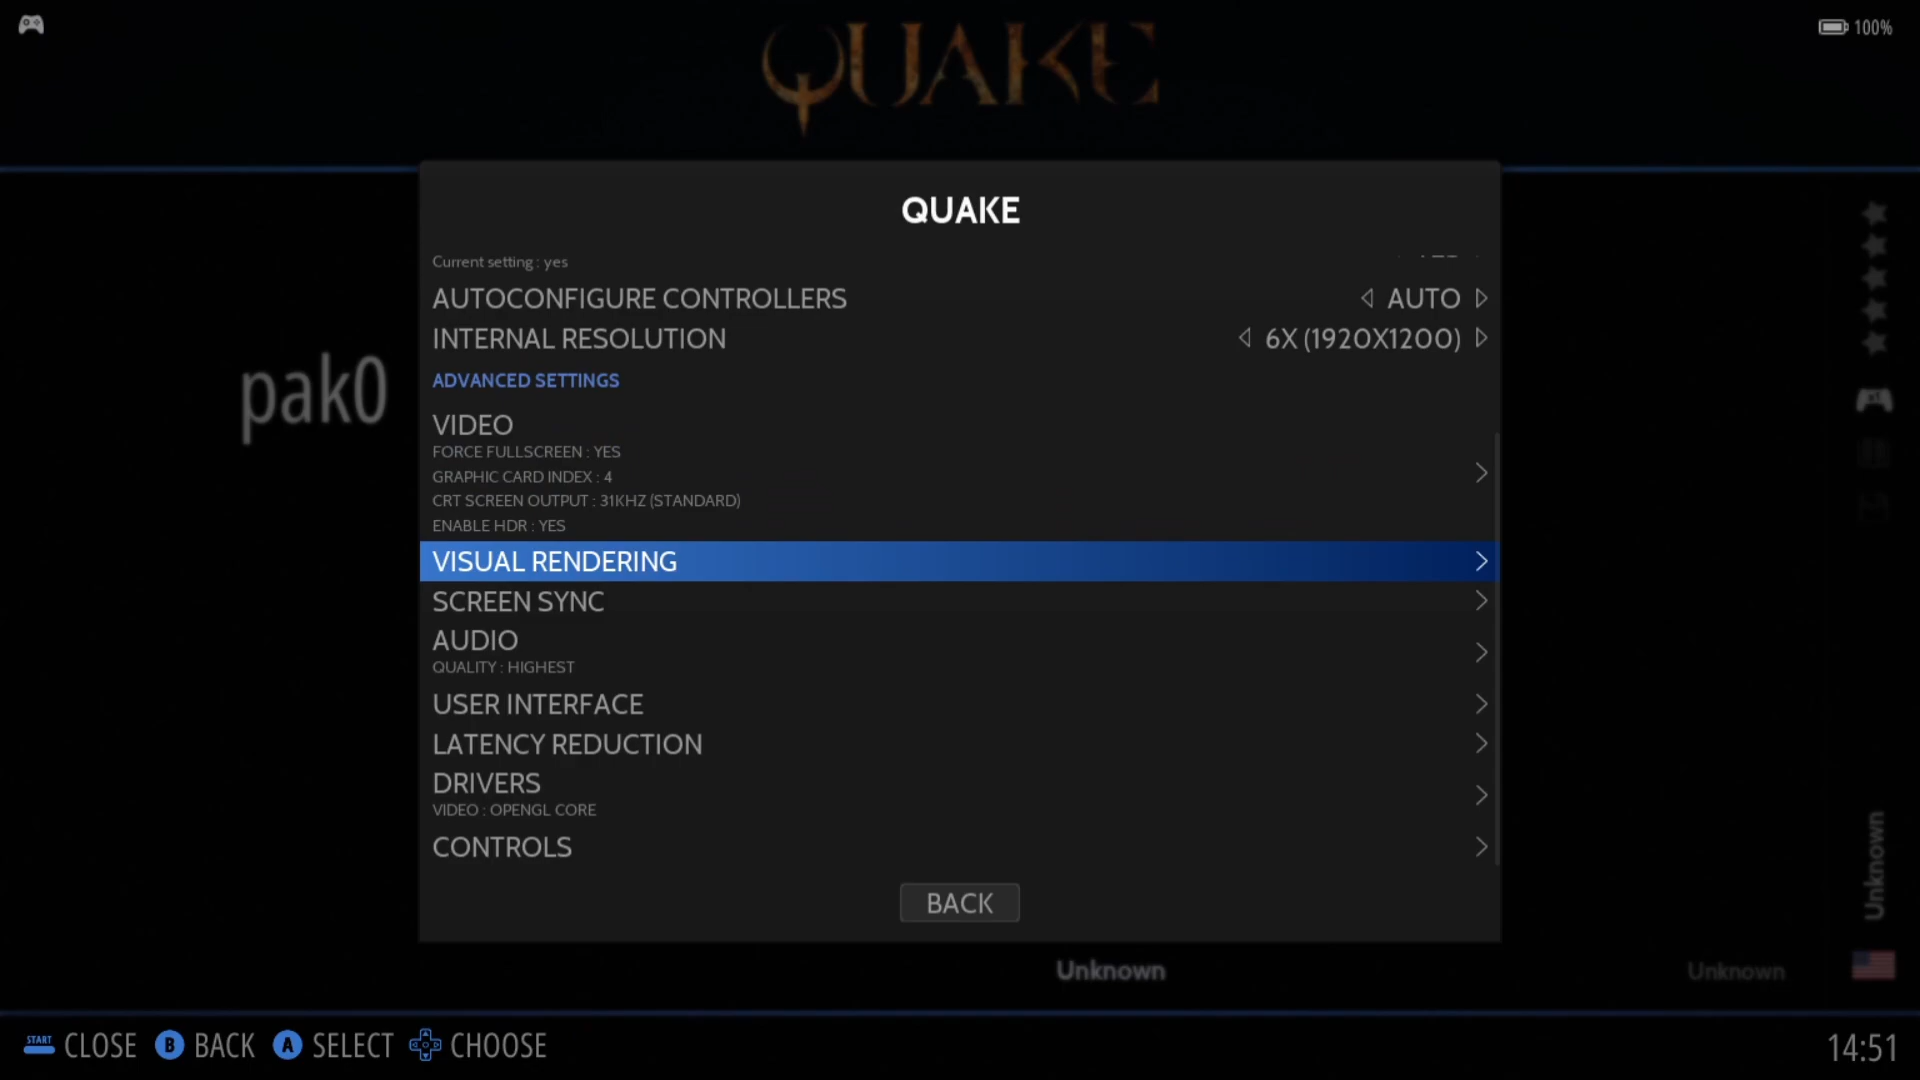 100%
QUAKE
QUAKE
Current setting : yes
AUTOCONFIGURE CONTROLLERS AUTO
INTERNAL RESOLUTION 6X (1920X1200)
ADVANCED SETTINGS
pak0
VIDEO
FORCE FULLSCREEN : YES
GRAPHIC CARD INDEX : 4
CRT SCREEN OUTPUT : 31KHZ (STANDARD)
ENABLE HDR : YES
VISUAL RENDERING
SCREEN SYNC
AUDIO
QUALITY : HIGHEST
USER INTERFACE
LATENCY REDUCTION
DRIVERS
VIDEO : OPENGL CORE
CONTROLS
BACK
Unknown
Unknown
Unknown
START CLOSE B BACK A SELECT CHOOSE
14:51